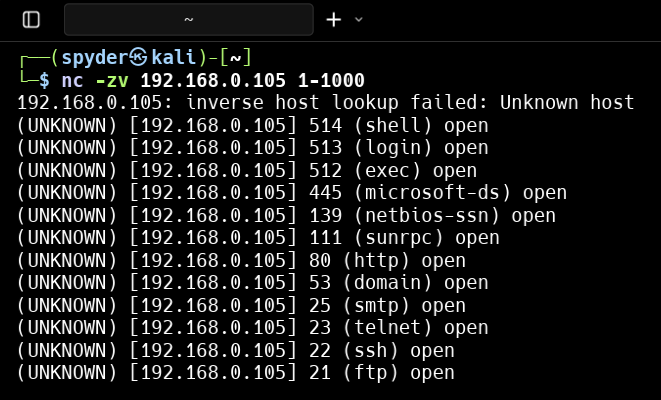 ~
┌──(spyder㉿kali)-[~]
└─$ nc -zv 192.168.0.105 1-1000
192.168.0.105: inverse host lookup failed: Unknown host
(UNKNOWN) [192.168.0.105] 514 (shell) open
(UNKNOWN) [192.168.0.105] 513 (login) open
(UNKNOWN) [192.168.0.105] 512 (exec) open
(UNKNOWN) [192.168.0.105] 445 (microsoft-ds) open
(UNKNOWN) [192.168.0.105] 139 (netbios-ssn) open
(UNKNOWN) [192.168.0.105] 111 (sunrpc) open
(UNKNOWN) [192.168.0.105] 80 (http) open
(UNKNOWN) [192.168.0.105] 53 (domain) open
(UNKNOWN) [192.168.0.105] 25 (smtp) open
(UNKNOWN) [192.168.0.105] 23 (telnet) open
(UNKNOWN) [192.168.0.105] 22 (ssh) open
(UNKNOWN) [192.168.0.105] 21 (ftp) open